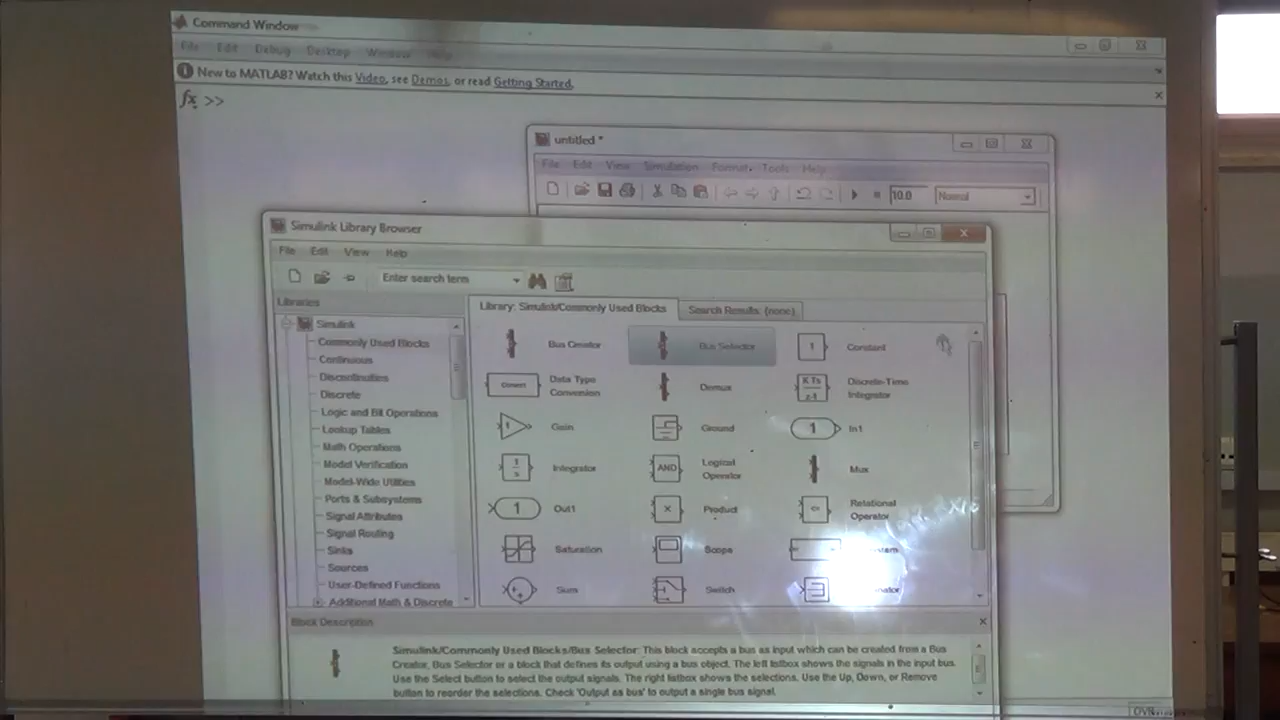 Command Window
File Edit Debug Desktop Window Help
New to MATLAB? Watch this Video, see Demos, or read Getting Started.
fx >>
untitled *
File Edit View Simulation Format Tools Help
10.0 Normal
Simulink Library Browser
File Edit View Help
Enter search term
Libraries
Library: Simulink/Commonly Used Blocks
Search Results: (none)
Simulink
Commonly Used Blocks
Continuous
Discontinuities
Discrete
Logic and Bit Operations
Lookup Tables
Math Operations
Model Verification
Model-Wide Utilities
Ports & Subsystems
Signal Attributes
Signal Routing
Sinks
Sources
User-Defined Functions
Additional Math & Discrete
Bus Creator
Bus Selector
1 Constant
Convert
Data Type
Conversion
Demux
K Ts
z-1
Discrete-Time
Integrator
1 Gain
Ground
1 In1
1
s
Integrator
AND
Logical
Operator
Mux
1 Out1
× Product
<=
Relational
Operator
Saturation
Scope
Sum
Switch
Block Description
Simulink/Commonly Used Blocks/Bus Selector: This block accepts a bus as input which can be created from a Bus
Creator, Bus Selector or a block that defines its output using a bus object. The left listbox shows the signals in the input bus.
Use the Select button to select the output signals. The right listbox shows the selections. Use the Up, Down, or Remove
button to reorder the selections. Check 'Output as bus' to output a single bus signal.
OVR